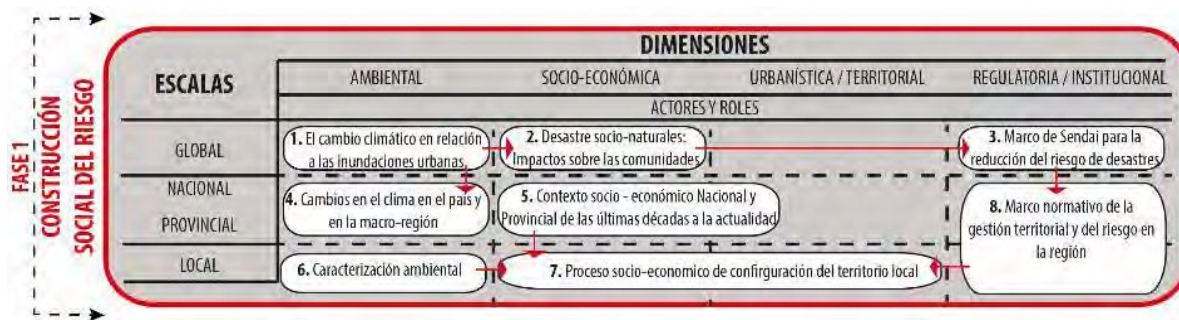 FASE 1
CONSTRUCCIÓN
SOCIAL DEL RIESGO
DIMENSIONES
ESCALAS
AMBIENTAL
SOCIO-ECONÓMICA
URBANÍSTICA / TERRITORIAL
REGULATORIA / INSTITUCIONAL
ACTORES Y ROLES
GLOBAL
1. El cambio climático en relación
a las inundaciones urbanas
2. Desastre socio-naturales:
Impactos sobre las comunidades
3. Marco de Sendai para la
reducción del riesgo de desastres
NACIONAL
PROVINCIAL
4. Cambios en el clima en el país y
en la macro-región
5. Contexto socio - económico Nacional y
Provincial de las últimas décadas a la actualidad
8. Marco normativo de la
gestión territorial y del riesgo en
la región
LOCAL
6. Caracterización ambiental
7. Proceso socio-economico de confirguración del territorio local